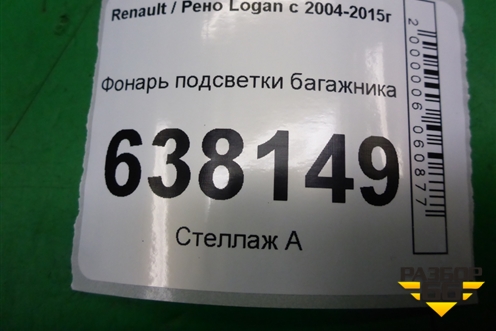 Renault / Рено Logan с 2004-2015г
Фонарь подсветки багажника
638149
Стеллаж А
2000006060877
РАЗБОР